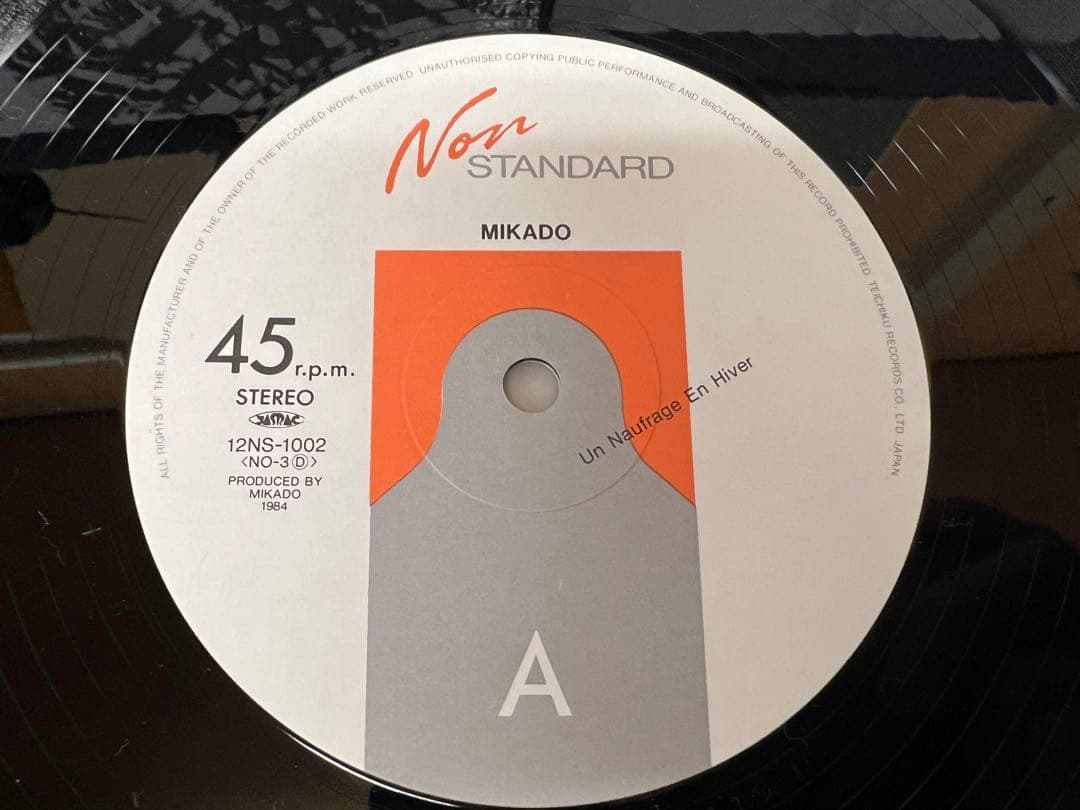 ALL RIGHTS OF THE MANUFACTURER AND OF THE OWNER OF THE RECORDED WORK RESERVED UNAUTHORISED COPYING PUBLIC PERFORMANCE AND BROADCASTING OF THIS RECORD PROHIBITED. TEICHIKU RECORDS CO., LTD JAPAN
Non
STANDARD
MIKADO
45 r.p.m.
STEREO
JASRAC
12NS-1002
<NO-3Ⓓ>
PRODUCED BY
MIKADO
1984
Un Naufrage En Hiver
A